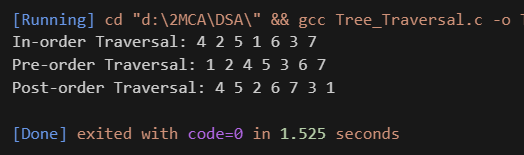 [Running] cd "d:\2MCA\DSA\" && gcc Tree_Traversal.c -o
In-order Traversal: 4 2 5 1 6 3 7
Pre-order Traversal: 1 2 4 5 3 6 7
Post-order Traversal: 4 5 2 6 7 3 1
[Done] exited with code=0 in 1.525 seconds